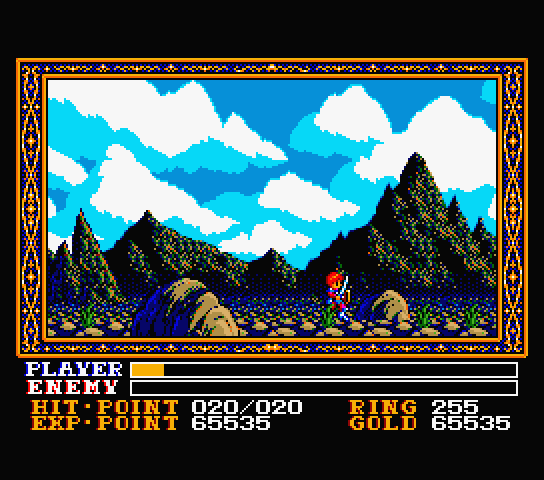 PLAYER
ENEMY
HIT·POINT 020/020 RING 255
EXP·POINT 65535 GOLD 65535